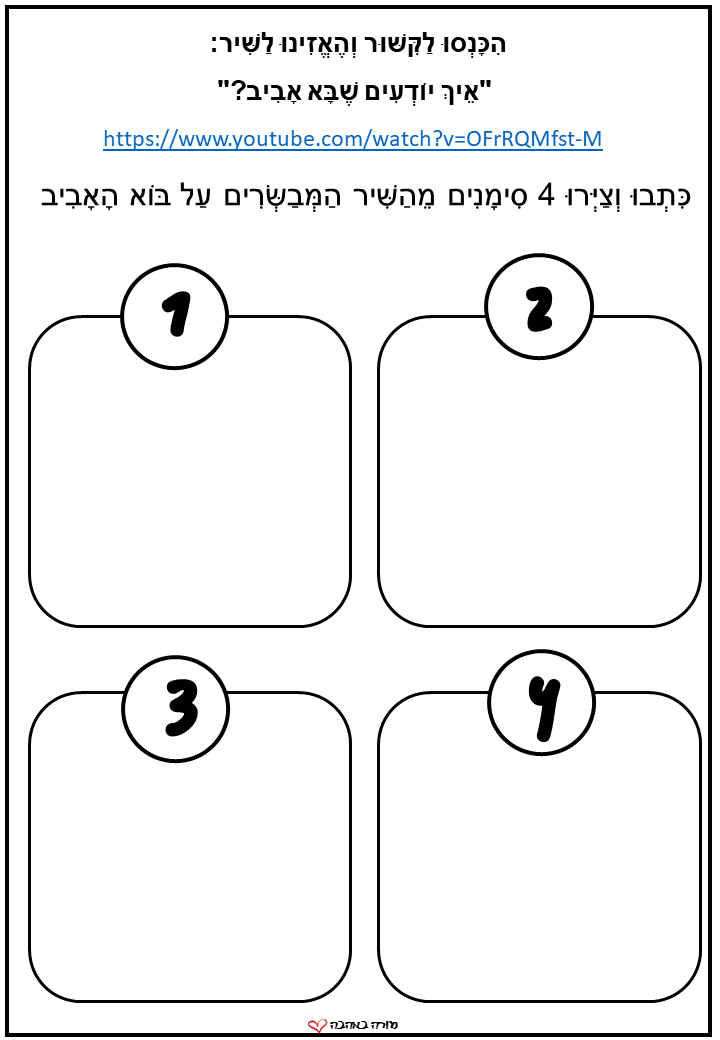 הִכָּנְסוּ לַקִּשּׁוּר וְהֶאֱזִינוּ לַשִּׁיר:
"אֵיךְ יוֹדְעִים שֶׁבָּא אָבִיב?"
https://www.youtube.com/watch?v=OFrRQMfst-M
כִּתְבוּ וְצַיְּרוּ 4 סִימָנִים מֵהַשִּׁיר הַמְּבַשְּׂרִים עַל בּוֹא הָאָבִיב
1
2
3
4
מורה באהבה